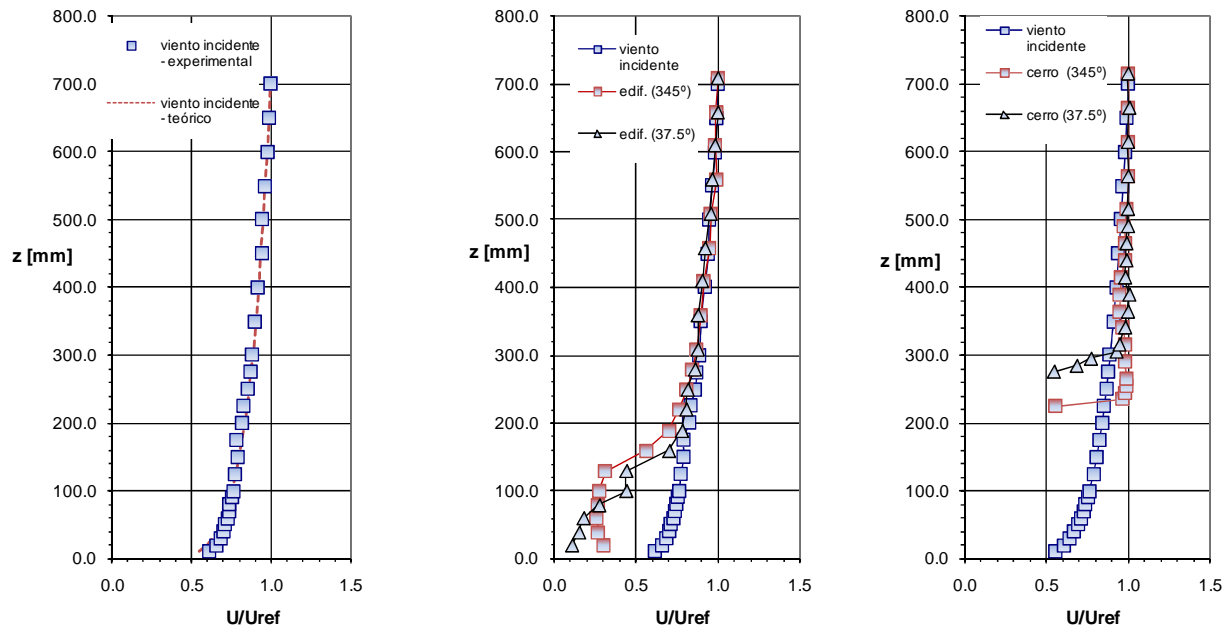 800.0
700.0
600.0
500.0
z [mm]
400.0
300.0
200.0
100.0
0.0
0.0 0.5 1.0 1.5
U/Uref
viento incidente
- experimental
viento incidente
- teórico
800.0
700.0
600.0
500.0
z [mm]
400.0
300.0
200.0
100.0
0.0
0.0 0.5 1.0 1.5
U/Uref
viento
incidente
edif. (345º)
edif. (37.5º)
800.0
700.0
600.0
500.0
z [mm]
400.0
300.0
200.0
100.0
0.0
0.0 0.5 1.0 1.5
U/Uref
viento
incidente
cerro (345º)
cerro (37.5º)